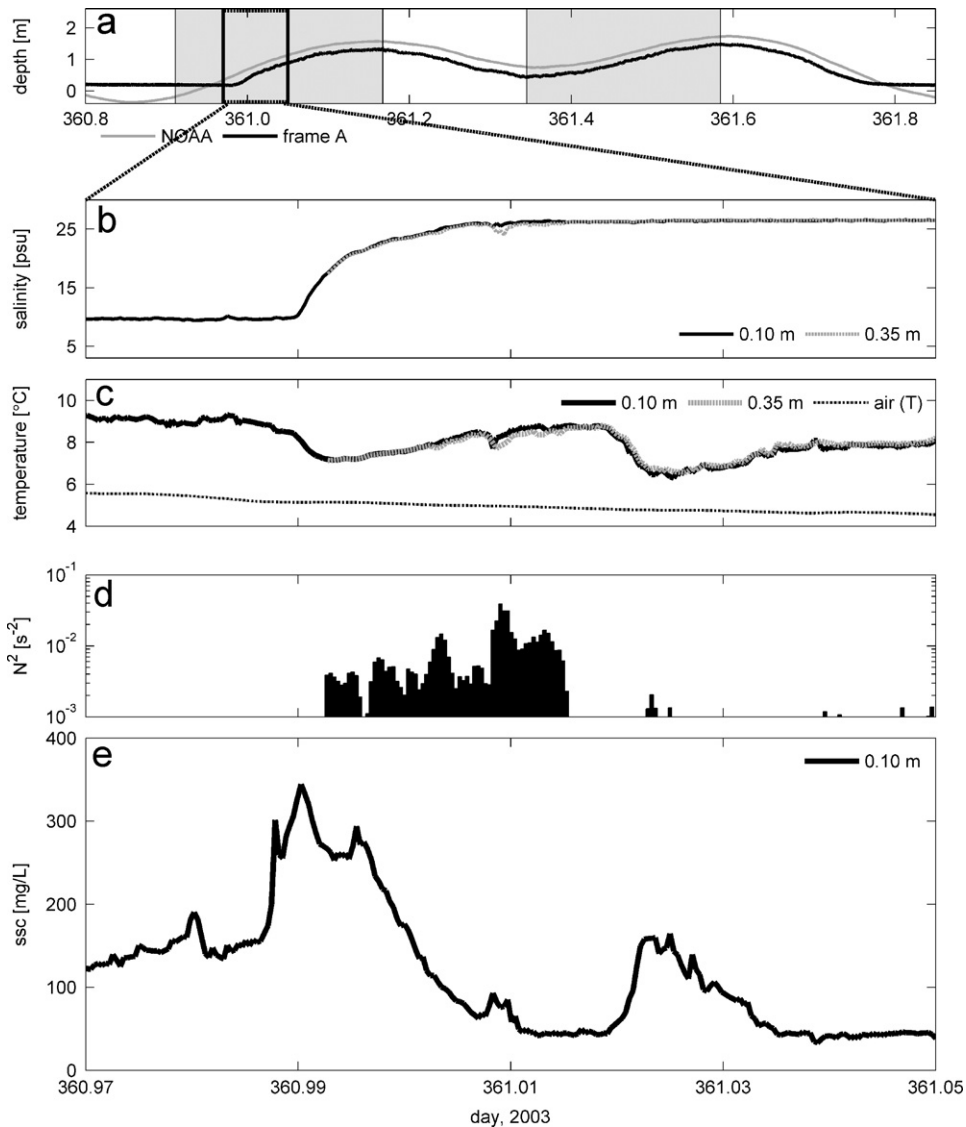 a
depth [m]
2
1
0
360.8 361.0 361.2 361.4 361.6 361.8
NOAA frame A
b
salinity [psu]
25
15
5
0.10 m 0.35 m
c
temperature [°C]
10
8
6
4
0.10 m 0.35 m air (T)
d
N² [s⁻²]
10⁻¹
10⁻²
10⁻³
e
ssc [mg/L]
400
300
200
100
0
0.10 m
360.97 360.99 361.01 361.03 361.05
day, 2003